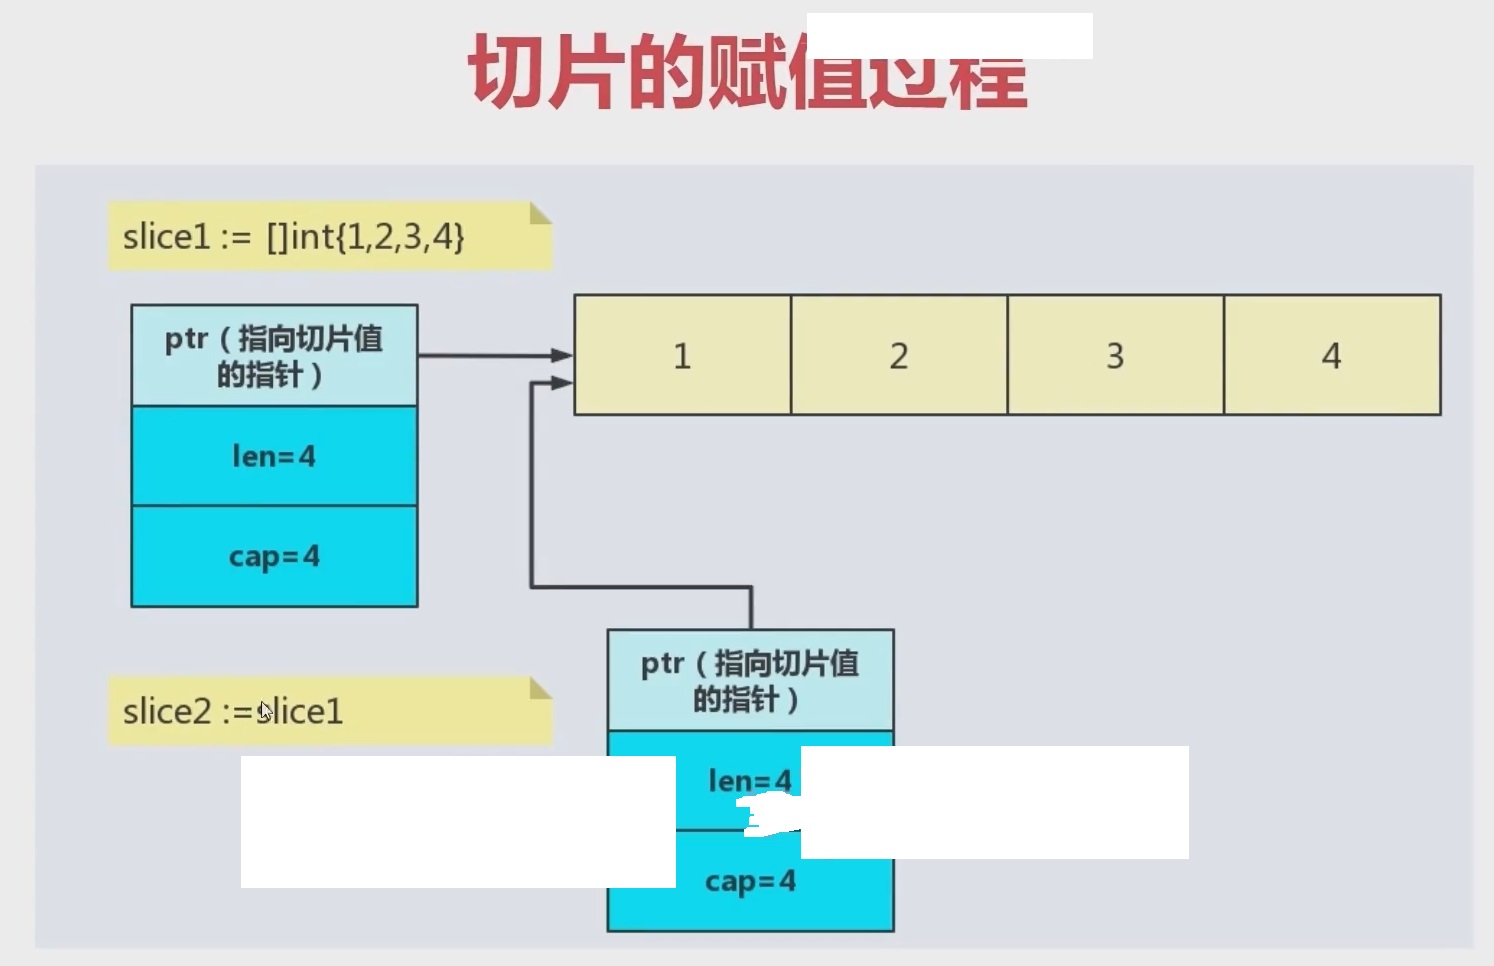 切片的赋值过程
slice1 := []int{1,2,3,4}
ptr（指向切片值
的指针）
len=4
cap=4
1
2
3
4
slice2 :=slice1
ptr（指向切片值
的指针）
len=4
cap=4